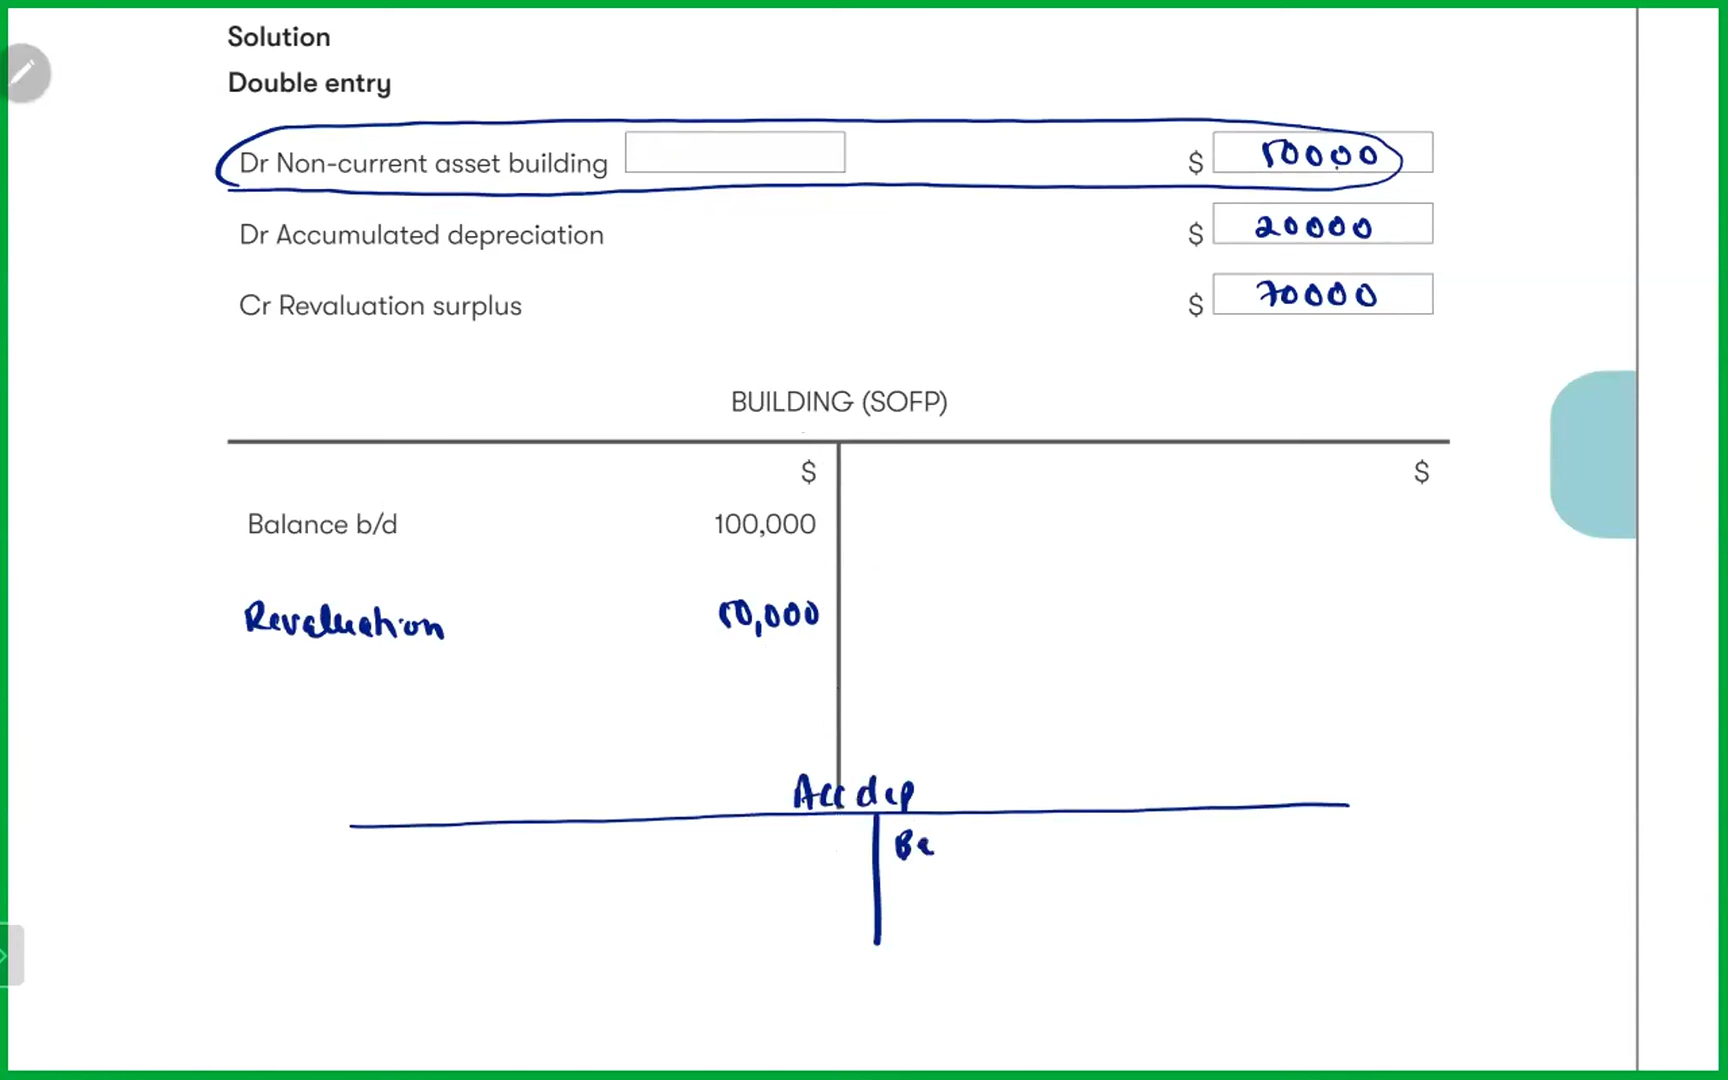 Solution
Double entry
Dr Non-current asset building $ 50000
Dr Accumulated depreciation $ 20000
Cr Revaluation surplus $ 70000
BUILDING (SOFP)
$ $
Balance b/d 100,000
Revaluation 50,000
Acc dep
Ba